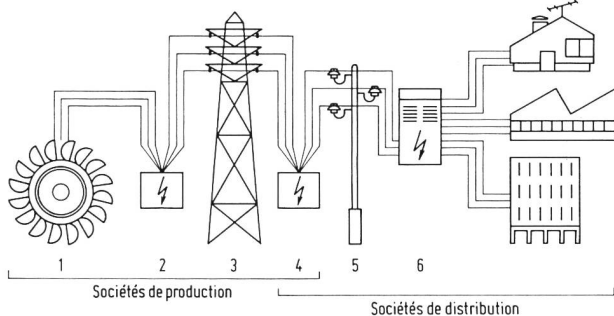 1 2 3 4 5 6
Sociétés de production
Sociétés de distribution